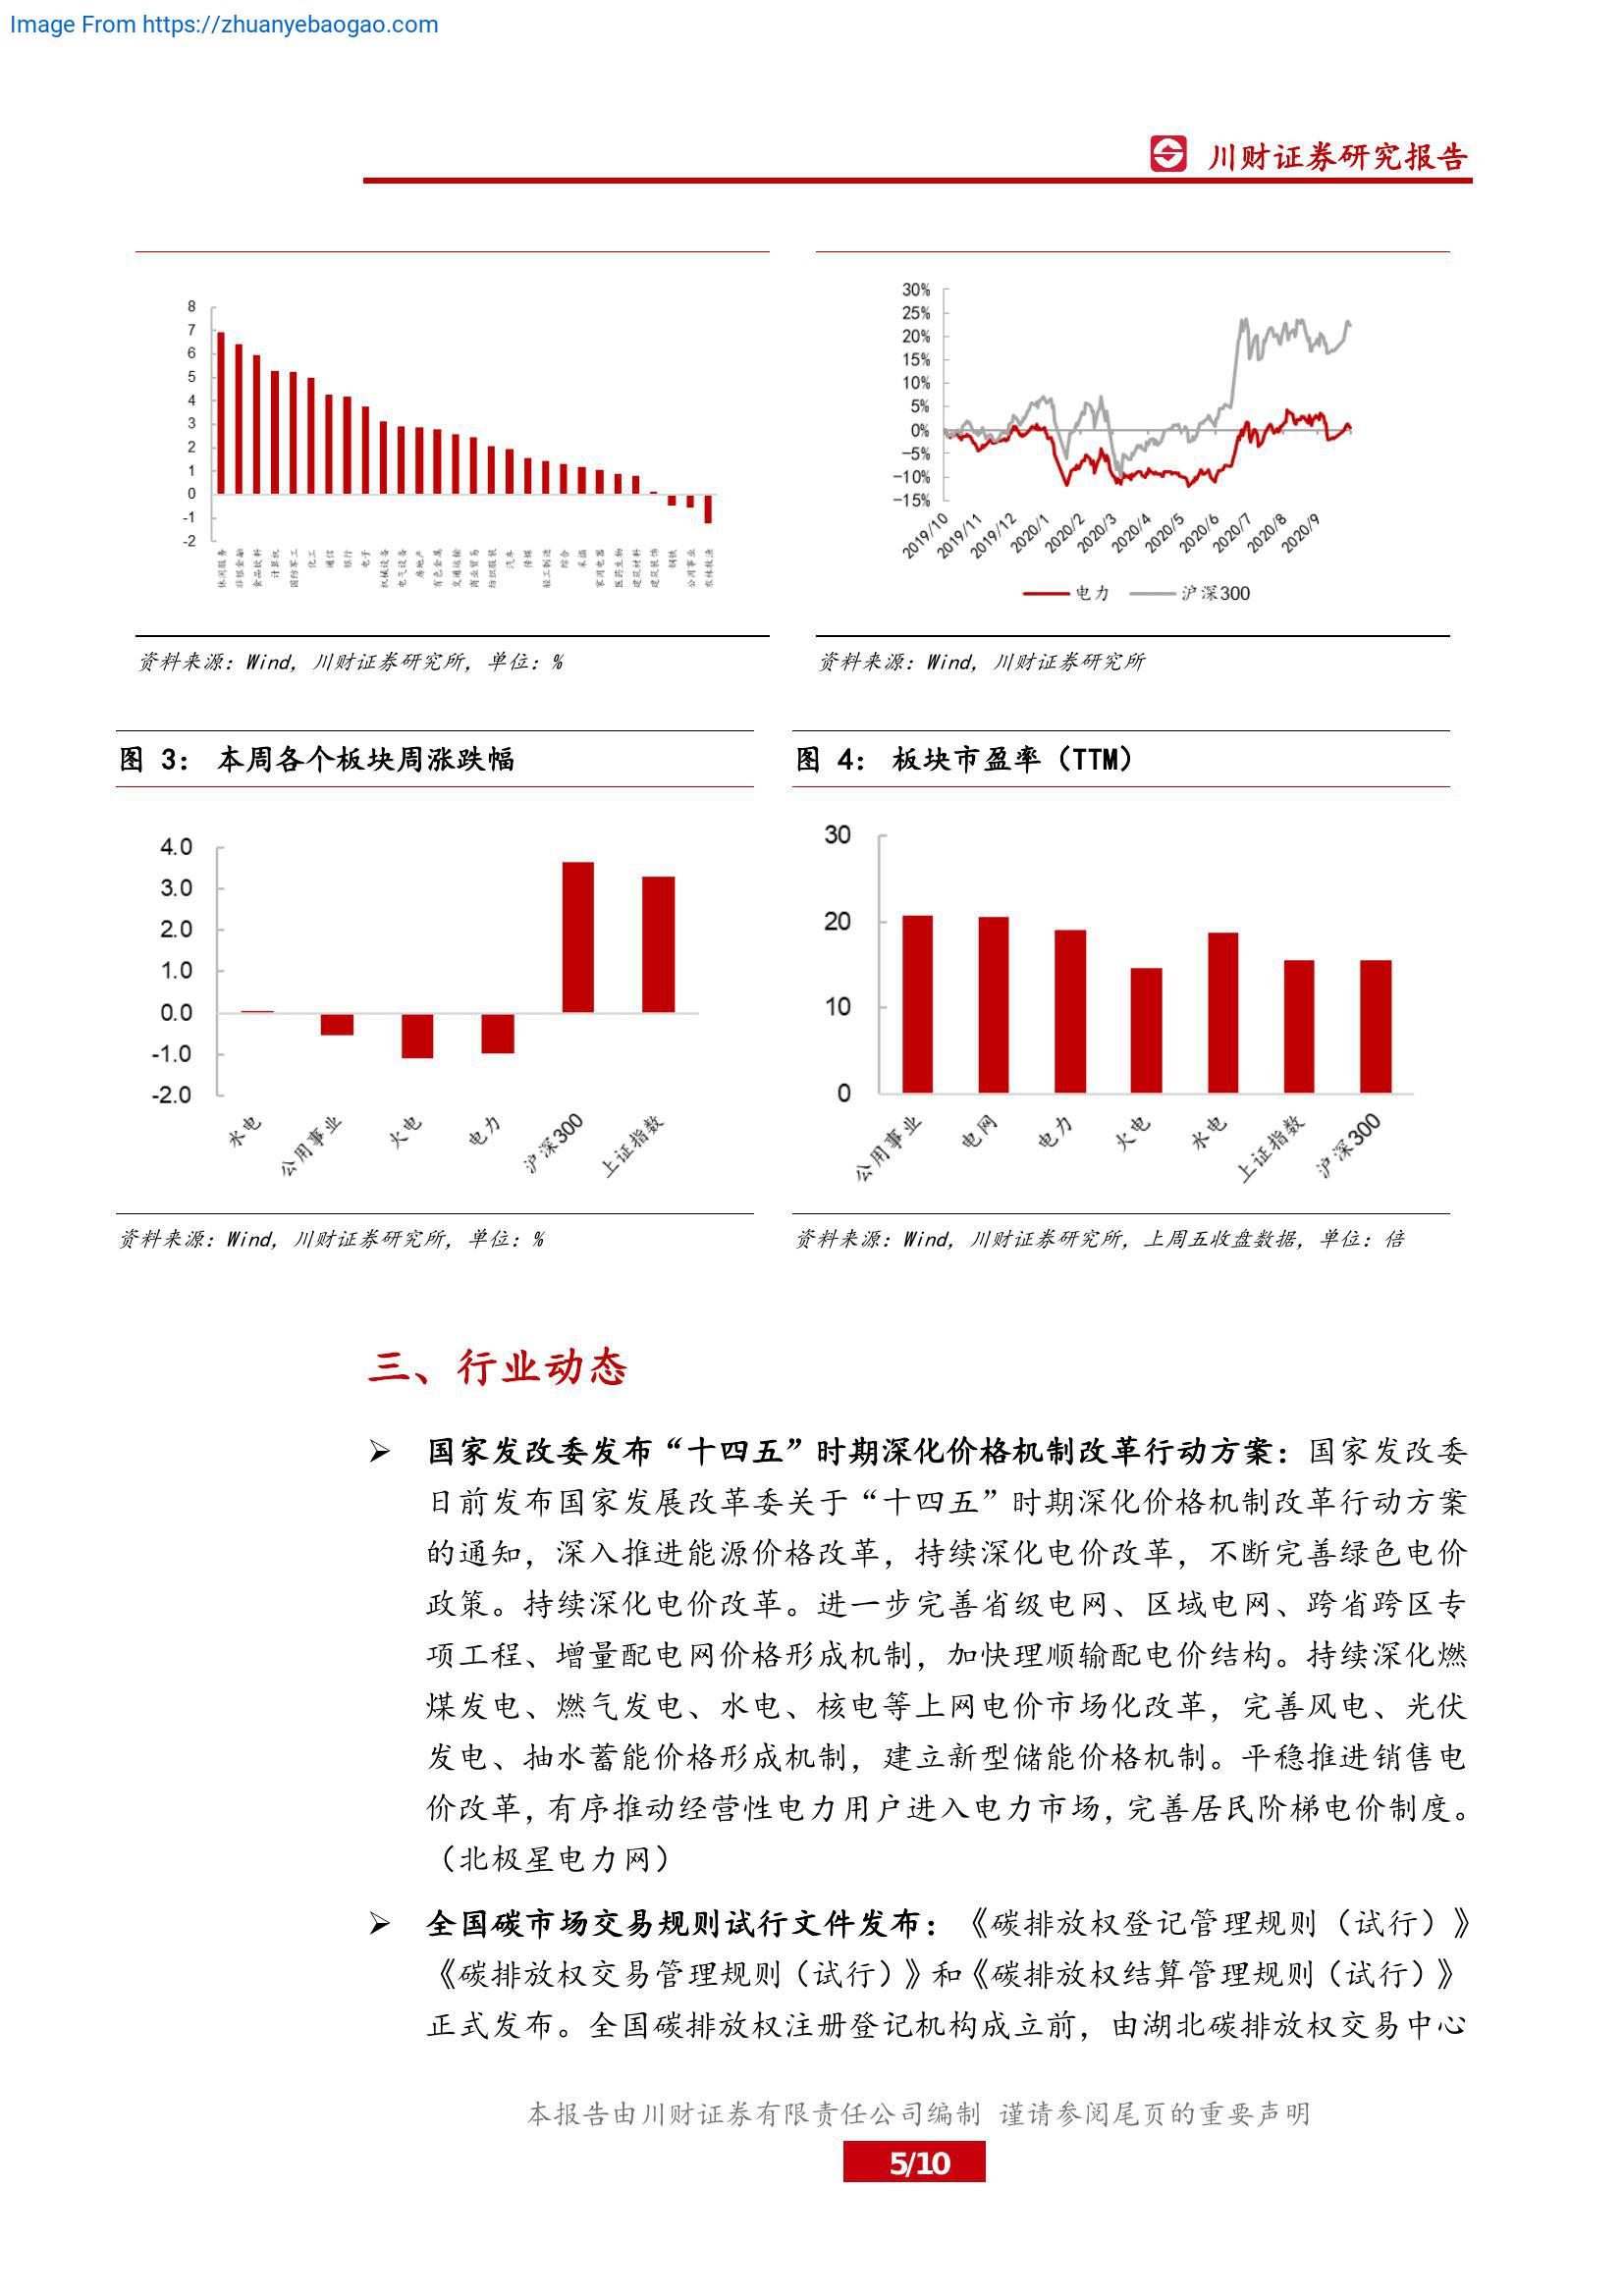 Image From https://zhuanyebaogao.com
川财证券研究报告
8
7
6
5
4
3
2
1
0
-1
-2
休闲服务 非银金融 食品饮料 计算机 国防军工 化工 通信 银行 电子 机械设备 电气设备 房地产 有色金属 交通运输 商业贸易 纺织服装 汽车 传媒 轻工制造 综合 采掘 家用电器 医药生物 建筑材料 建筑装饰 钢铁 公用事业 农林牧渔
资料来源：Wind，川财证券研究所，单位：%
30%
25%
20%
15%
10%
5%
0%
-5%
-10%
-15%
2019/10 2019/11 2019/12 2020/1 2020/2 2020/3 2020/4 2020/5 2020/6 2020/7 2020/8 2020/9
电力 沪深300
资料来源：Wind，川财证券研究所
图 3： 本周各个板块周涨跌幅
4.0
3.0
2.0
1.0
0.0
-1.0
-2.0
水电 公用事业 火电 电力 沪深300 上证指数
资料来源：Wind，川财证券研究所，单位：%
图 4： 板块市盈率（TTM）
30
20
10
0
公用事业 电网 电力 火电 水电 上证指数 沪深300
资料来源：Wind，川财证券研究所，上周五收盘数据，单位：倍
三、行业动态
➢ 国家发改委发布“十四五”时期深化价格机制改革行动方案：国家发改委
日前发布国家发展改革委关于“十四五”时期深化价格机制改革行动方案
的通知，深入推进能源价格改革，持续深化电价改革，不断完善绿色电价
政策。持续深化电价改革。进一步完善省级电网、区域电网、跨省跨区专
项工程、增量配电网价格形成机制，加快理顺输配电价结构。持续深化燃
煤发电、燃气发电、水电、核电等上网电价市场化改革，完善风电、光伏
发电、抽水蓄能价格形成机制，建立新型储能价格机制。平稳推进销售电
价改革，有序推动经营性电力用户进入电力市场，完善居民阶梯电价制度。
（北极星电力网）
➢ 全国碳市场交易规则试行文件发布：《碳排放权登记管理规则（试行）》
《碳排放权交易管理规则（试行）》和《碳排放权结算管理规则（试行）》
正式发布。全国碳排放权注册登记机构成立前，由湖北碳排放权交易中心
本报告由川财证券有限责任公司编制 谨请参阅尾页的重要声明
5/10